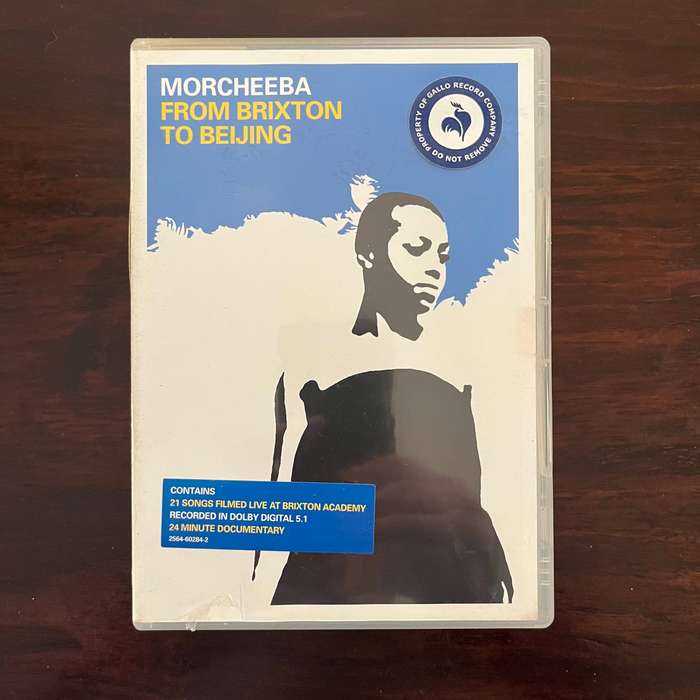 MORCHEEBA
FROM BRIXTON
TO BEIJING
PROPERTY OF GALLO RECORD COMPANY
DO NOT REMOVE
CONTAINS
21 SONGS FILMED LIVE AT BRIXTON ACADEMY
RECORDED IN DOLBY DIGITAL 5.1
24 MINUTE DOCUMENTARY
2564-60284-2